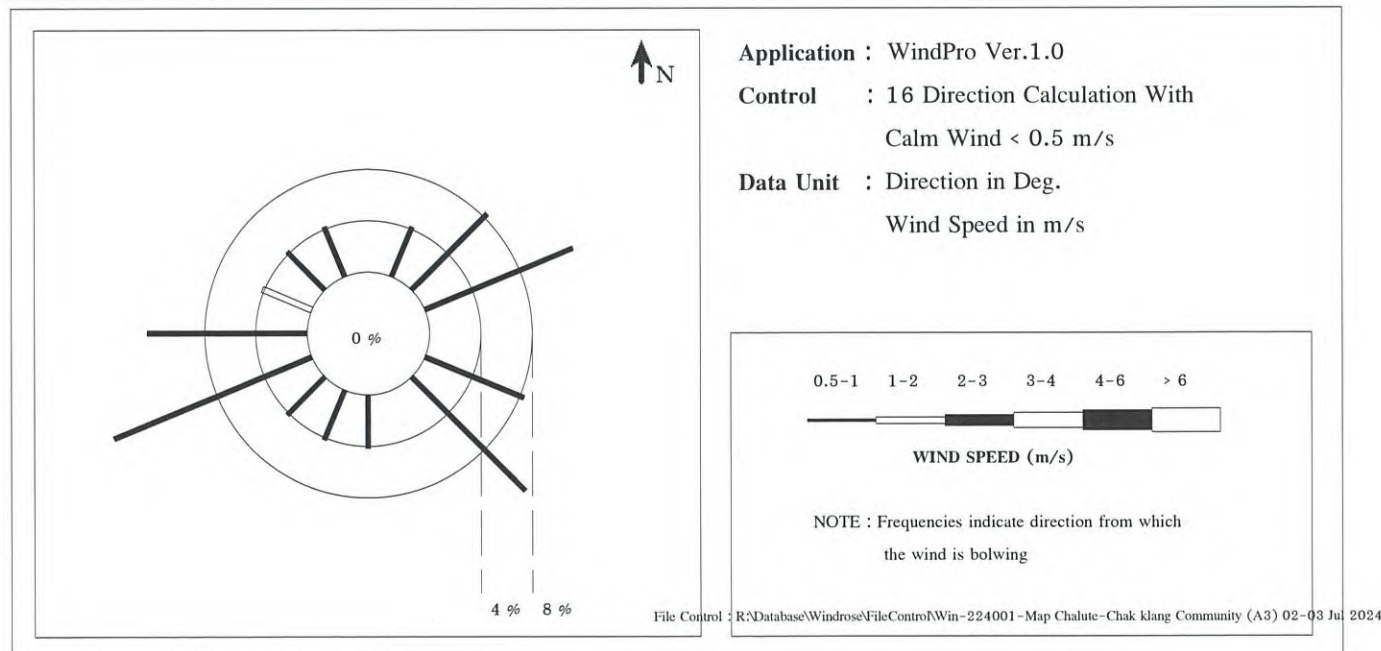 N
0 %
4 % 8 %
Application : WindPro Ver.1.0
Control : 16 Direction Calculation With
Calm Wind < 0.5 m/s
Data Unit : Direction in Deg.
Wind Speed in m/s
0.5-1 1-2 2-3 3-4 4-6 > 6
WIND SPEED (m/s)
NOTE : Frequencies indicate direction from which
the wind is bolwing
File Control : R:\Database\Windrose\FileControl\Win-224001-Map Chalute-Chak klang Community (A3) 02-03 Jul 2024